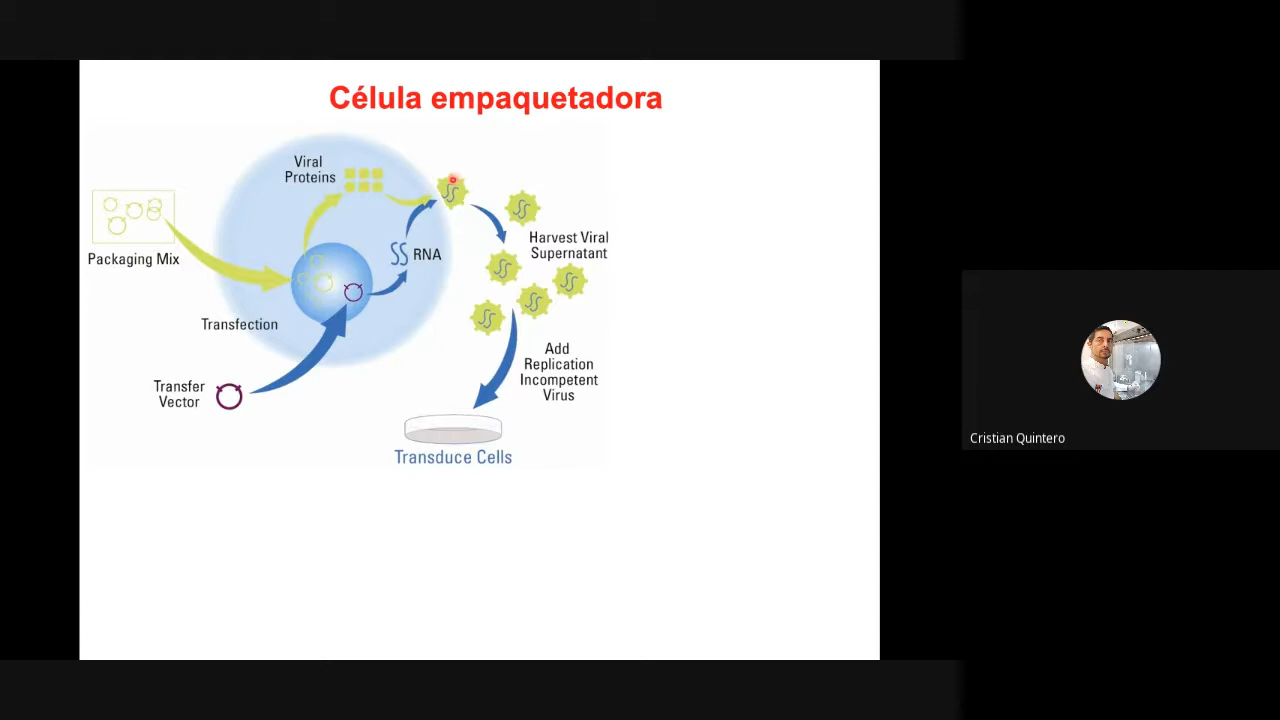 Célula empaquetadora
Viral
Proteins
Packaging Mix
RNA
Harvest Viral
Supernatant
Transfection
Transfer
Vector
Add
Replication
Incompetent
Virus
Transduce Cells
Cristian Quintero